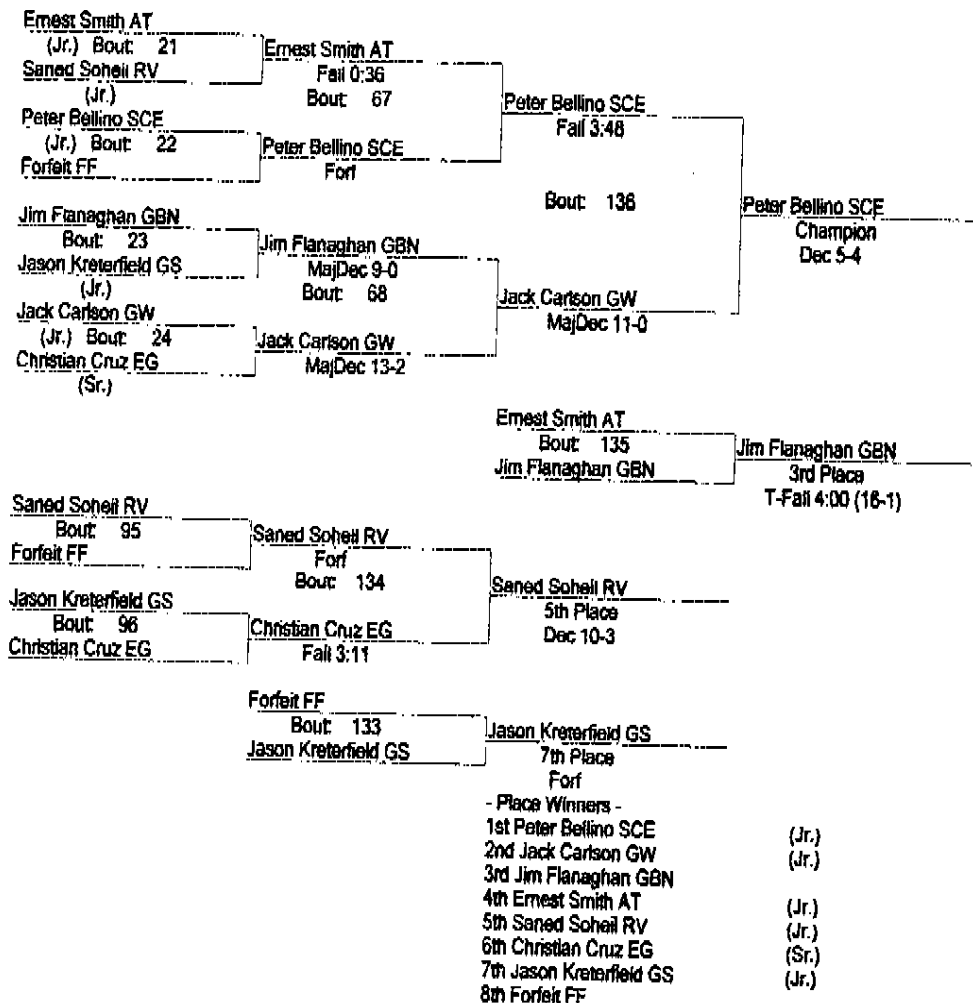 Ernest Smith AT
(Jr.) Bout: 21
Saned Soheil RV
(Jr.)
Peter Bellino SCE
(Jr.) Bout: 22
Forfeit FF
Jim Flanaghan GBN
Bout: 23
Jason Kreterfield GS
(Jr.)
Jack Carlson GW
(Jr.) Bout: 24
Christian Cruz EG
(Sr.)
Ernest Smith AT
Fall 0:36
Bout: 67
Peter Bellino SCE
Forf
Jim Flanaghan GBN
MajDec 9-0
Bout: 68
Jack Carlson GW
MajDec 13-2
Peter Bellino SCE
Fall 3:48
Bout: 136
Jack Carlson GW
MajDec 11-0
Peter Bellino SCE
Champion
Dec 5-4
Ernest Smith AT
Bout: 135
Jim Flanaghan GBN
Jim Flanaghan GBN
3rd Place
T-Fall 4:00 (16-1)
Saned Soheil RV
Bout: 95
Forfeit FF
Jason Kreterfield GS
Bout: 96
Christian Cruz EG
Saned Soheil RV
Forf
Bout: 134
Christian Cruz EG
Fall 3:11
Saned Soheil RV
5th Place
Dec 10-3
Forfeit FF
Bout: 133
Jason Kreterfield GS
Jason Kreterfield GS
7th Place
Forf
- Place Winners -
1st Peter Bellino SCE (Jr.)
2nd Jack Carlson GW (Jr.)
3rd Jim Flanaghan GBN
4th Ernest Smith AT (Jr.)
5th Saned Soheil RV (Jr.)
6th Christian Cruz EG (Sr.)
7th Jason Kreterfield GS (Jr.)
8th Forfeit FF